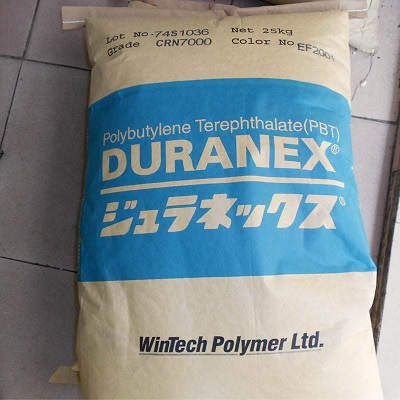 Lot No. 74S1036 Net 25kg
Grade CRN7000 Color No EF2001
Polybutylene Terephthalate(PBT)
DURANEX®
ジュラネックス®
WinTech Polymer Ltd.